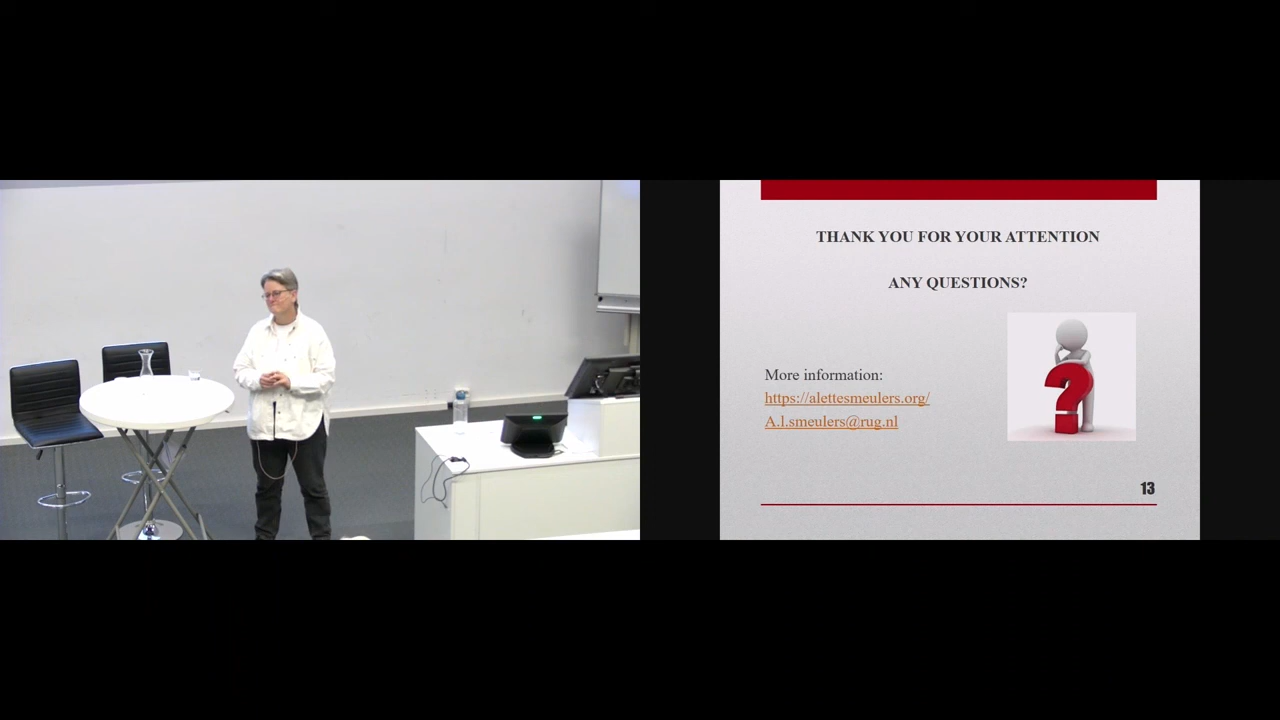 THANK YOU FOR YOUR ATTENTION
ANY QUESTIONS?
More information:
https://alettesmeulers.org/
A.l.smeulers@rug.nl
?
13